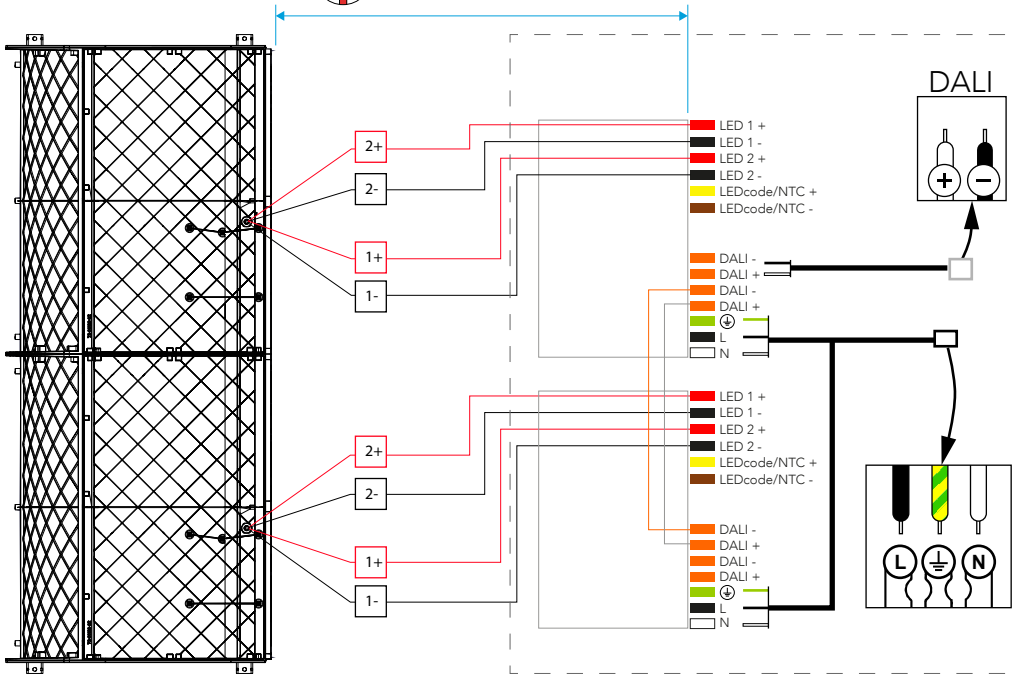 DALI
+
-
LED 1 +
LED 1 -
LED 2 +
LED 2 -
LEDcode/NTC +
LEDcode/NTC -
2+
2-
1+
1-
DALI -
DALI +
DALI -
DALI +
L
N
LED 1 +
LED 1 -
LED 2 +
LED 2 -
LEDcode/NTC +
LEDcode/NTC -
2+
2-
1+
1-
DALI -
DALI +
DALI -
DALI +
L
N
L
N